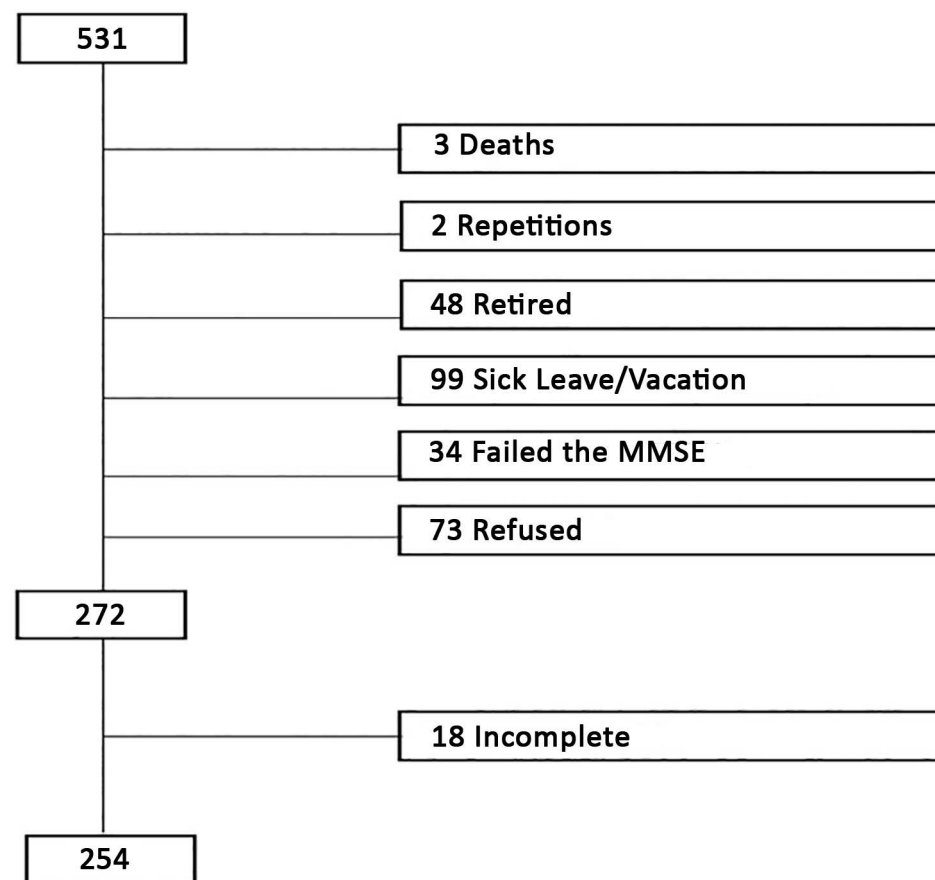 531
3 Deaths
2 Repetitions
48 Retired
99 Sick Leave/Vacation
34 Failed the MMSE
73 Refused
272
18 Incomplete
254